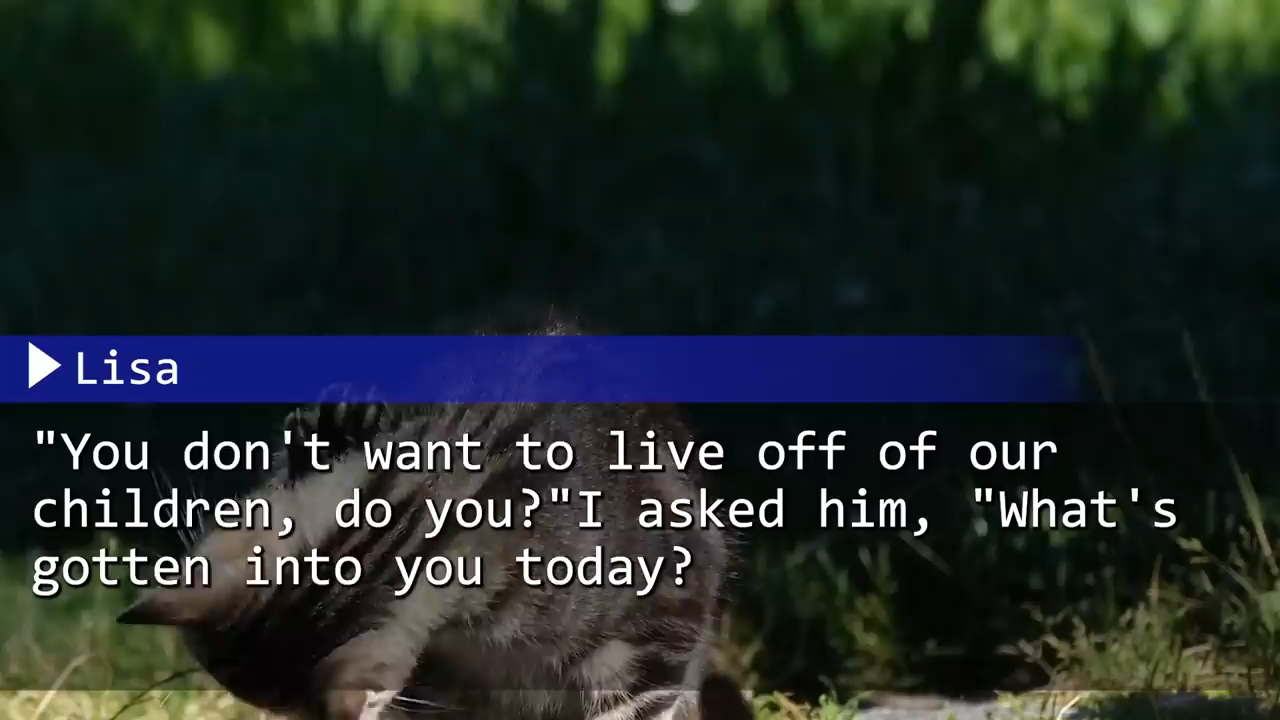 Lisa
"You don't want to live off of our
children, do you?"I asked him, "What's
gotten into you today?